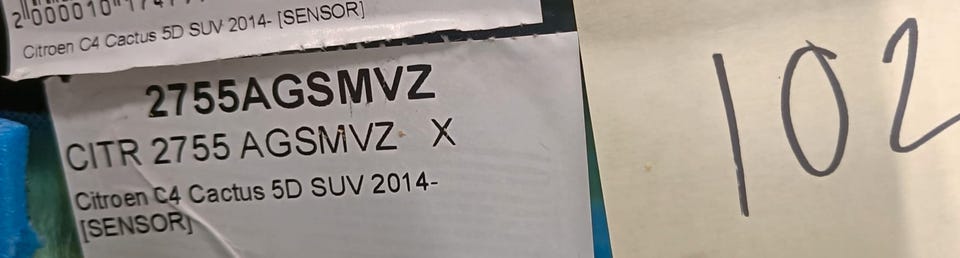 Citroen C4 Cactus 5D SUV 2014- [SENSOR]
2755AGSMVZ
CITR 2755 AGSMVZ X
Citroen C4 Cactus 5D SUV 2014-
[SENSOR]
102